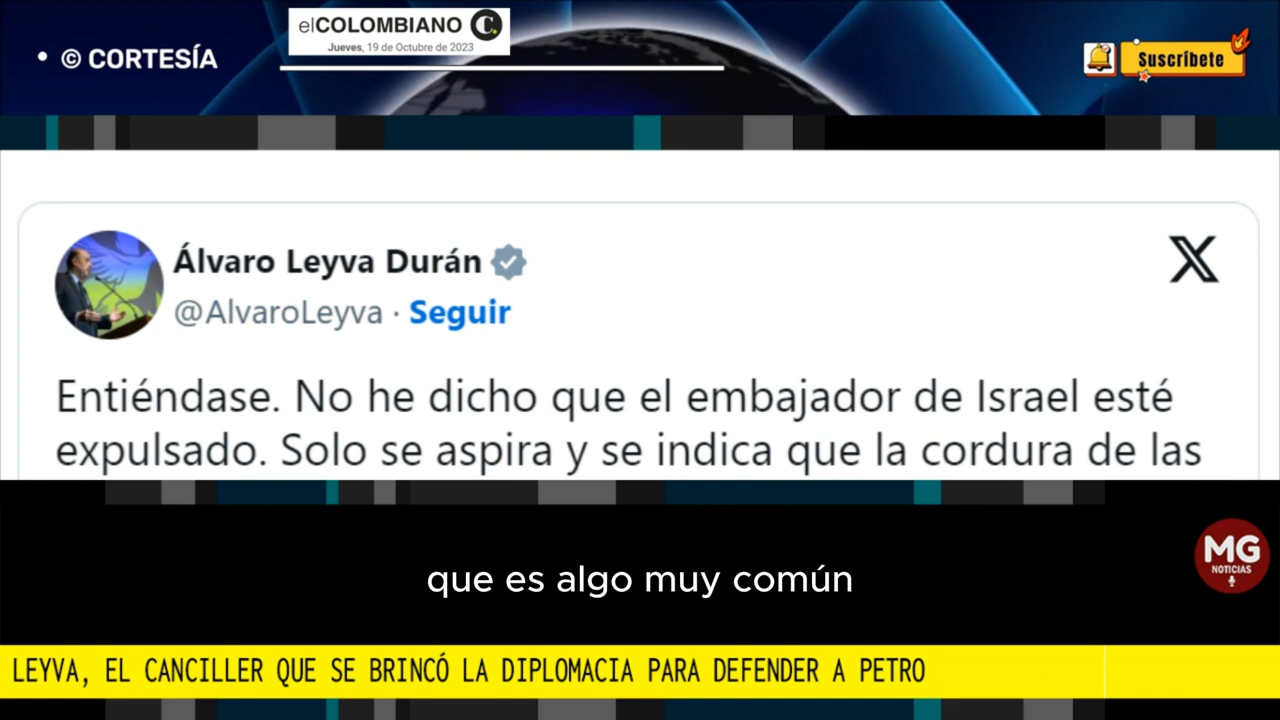 elCOLOMBIANO C.
Jueves, 19 de Octubre de 2023
• © CORTESÍA
Suscríbete
Álvaro Leyva Durán
@AlvaroLeyva · Seguir
X
Entiéndase. No he dicho que el embajador de Israel esté
expulsado. Solo se aspira y se indica que la cordura de las
que es algo muy común
MG
NOTICIAS
LEYVA, EL CANCILLER QUE SE BRINCÓ LA DIPLOMACIA PARA DEFENDER A PETRO